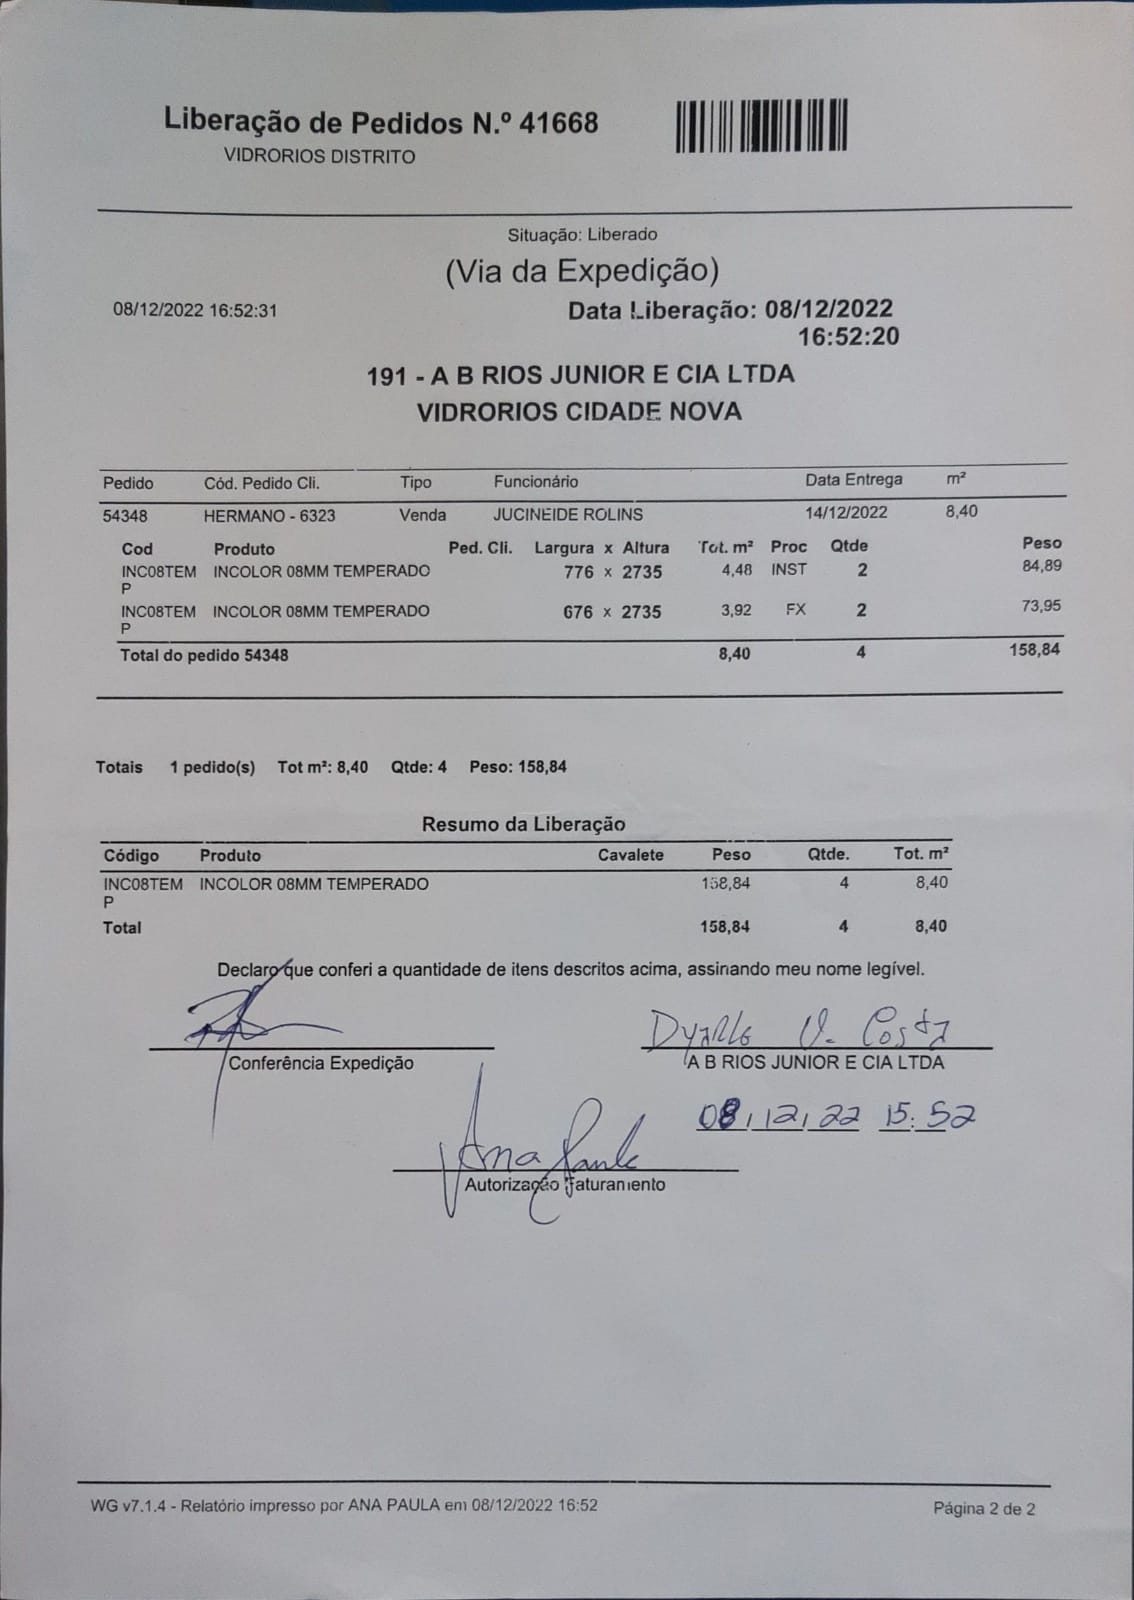 Liberação de Pedidos N.º 41668
VIDRORIOS DISTRITO
Situação: Liberado
(Via da Expedição)
08/12/2022 16:52:31
Data Liberação: 08/12/2022
16:52:20
191 - A B RIOS JUNIOR E CIA LTDA
VIDRORIOS CIDADE NOVA
Pedido Cód. Pedido Cli. Tipo Funcionário Data Entrega m²
54348 HERMANO - 6323 Venda JUCINEIDE ROLINS 14/12/2022 8,40
Cod Produto Ped. Cli. Largura x Altura Tot. m² Proc Qtde Peso
INC08TEM INCOLOR 08MM TEMPERADO 776 x 2735 4,48 INST 2 84,89
P
INC08TEM INCOLOR 08MM TEMPERADO 676 x 2735 3,92 FX 2 73,95
P
Total do pedido 54348 8,40 4 158,84
Totais 1 pedido(s) Tot m²: 8,40 Qtde: 4 Peso: 158,84
Resumo da Liberação
Código Produto Cavalete Peso Qtde. Tot. m²
INC08TEM INCOLOR 08MM TEMPERADO 158,84 4 8,40
P
Total 158,84 4 8,40
Declaro que conferi a quantidade de itens descritos acima, assinando meu nome legível.
V. Costa
Conferência Expedição
A B RIOS JUNIOR E CIA LTDA
08/12/22 15:52
Ana Paula
Autorização Faturamento
WG v7.1.4 - Relatório impresso por ANA PAULA em 08/12/2022 16:52
Página 2 de 2